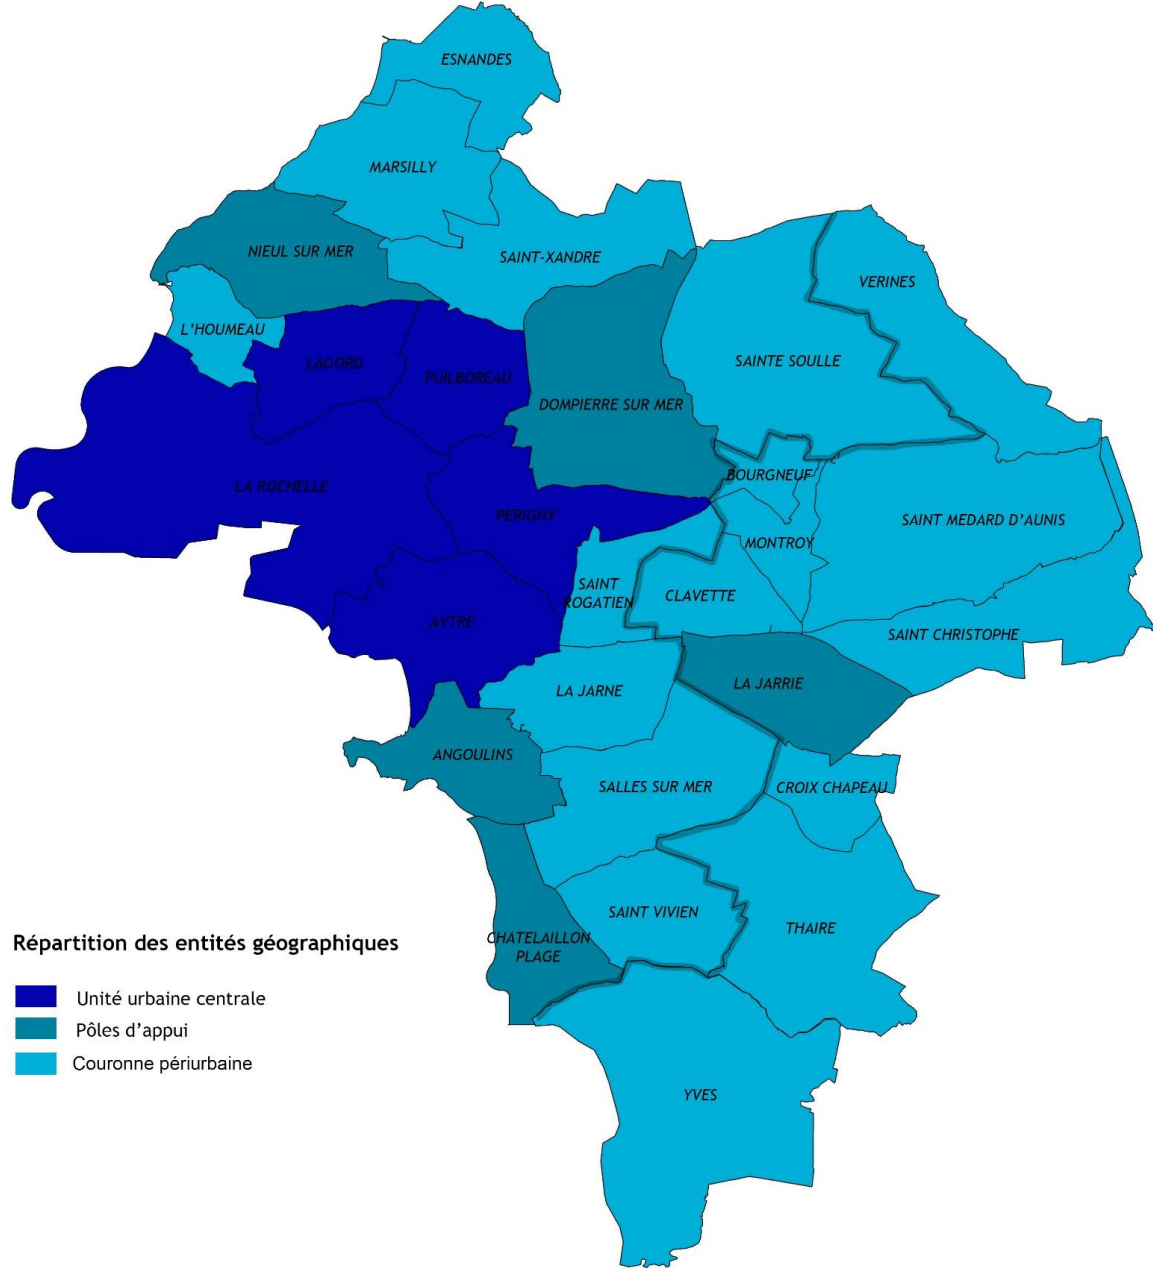 ESNANDES
MARSILLY
NIEUL SUR MER
SAINT-XANDRE
VERINES
L'HOUMEAU
LAGORD
PUILBOREAU
SAINTE SOULLE
DOMPIERRE SUR MER
BOURGNEUF
LA ROCHELLE
PERIGNY
SAINT MEDARD D'AUNIS
MONTROY
SAINT
ROGATIEN
CLAVETTE
AYTRE
SAINT CHRISTOPHE
LA JARNE
LA JARRIE
ANGOULINS
SALLES SUR MER
CROIX CHAPEAU
SAINT VIVIEN
THAIRE
CHATELAILLON
PLAGE
YVES
Répartition des entités géographiques
Unité urbaine centrale
Pôles d'appui
Couronne périurbaine